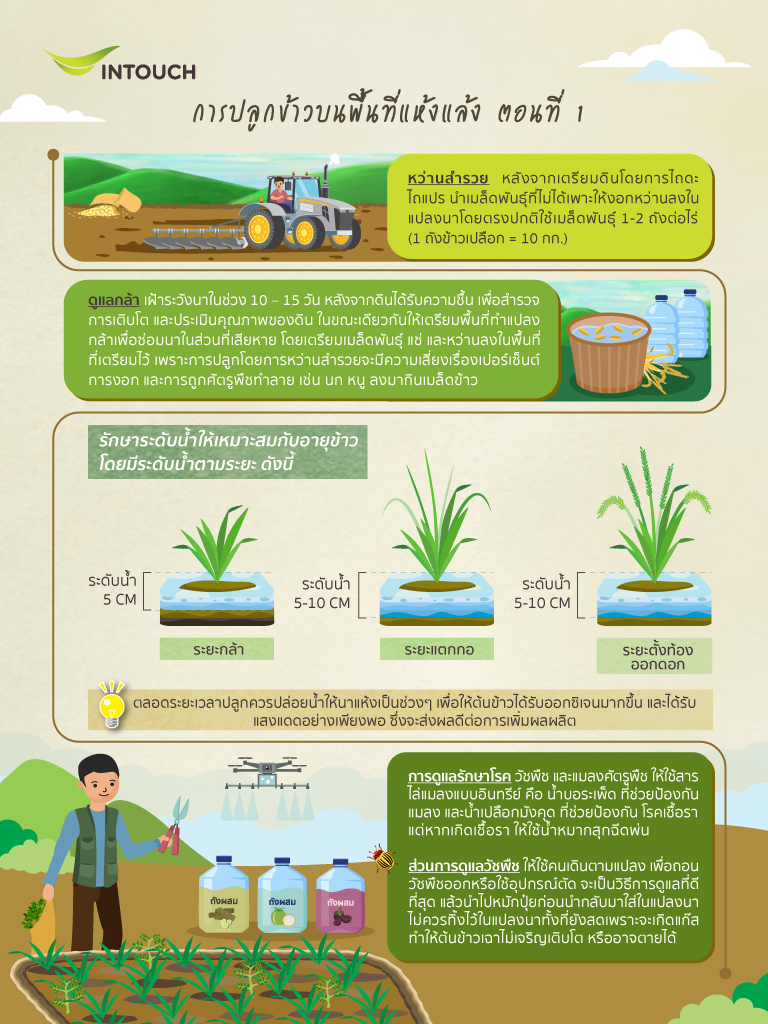 INTOUCH
การปลูกข้าวบนพื้นที่แห้งแล้ง ตอนที่ 1
หว่านสำรวย หลังจากเตรียมดินโดยการไถดะ
ไถแปร นำเมล็ดพันธุ์ที่ไม่ได้เพาะให้งอกหว่านลงใน
แปลงนาโดยตรงปกติใช้เมล็ดพันธุ์ 1-2 ถังต่อไร่
(1 ถังข้าวเปลือก = 10 กก.)
ดูแลกล้า เฝ้าระวังนาในช่วง 10 – 15 วัน หลังจากดินได้รับความชื้น เพื่อสำรวจ
การเติบโต และประเมินคุณภาพของดิน ในขณะเดียวกันให้เตรียมพื้นที่ทำแปลง
กล้าเพื่อซ่อมนาในส่วนที่เสียหาย โดยเตรียมเมล็ดพันธุ์ แช่ และหว่านลงในพื้นที่
ที่เตรียมไว้ เพราะการปลูกโดยการหว่านสำรวยจะมีความเสี่ยงเรื่องเปอร์เซ็นต์
การงอก และการถูกศัตรูพืชทำลาย เช่น นก หนู ลงมากินเมล็ดข้าว
รักษาระดับน้ำให้เหมาะสมกับอายุข้าว
โดยมีระดับน้ำตามระยะ ดังนี้
ระดับน้ำ
5 CM
ระดับน้ำ
5-10 CM
ระดับน้ำ
5-10 CM
ระยะกล้า
ระยะแตกกอ
ระยะตั้งท้อง
ออกดอก
ตลอดระยะเวลาปลูกควรปล่อยน้ำให้นาแห้งเป็นช่วงๆ เพื่อให้ต้นข้าวได้รับออกซิเจนมากขึ้น และได้รับ
แสงแดดอย่างเพียงพอ ซึ่งจะส่งผลดีต่อการเพิ่มผลผลิต
การดูแลรักษาโรค วัชพืช และแมลงศัตรูพืช ให้ใช้สาร
ไล่แมลงแบบอินทรีย์ คือ น้ำบอระเพ็ด ที่ช่วยป้องกัน
แมลง และน้ำเปลือกมังคุด ที่ช่วยป้องกัน โรคเชื้อรา
แต่หากเกิดเชื้อรา ให้ใช้น้ำหมากสุกฉีดพ่น
ส่วนการดูแลวัชพืช ให้ใช้คนเดินตามแปลง เพื่อถอน
วัชพืชออกหรือใช้อุปกรณ์ตัด จะเป็นวิธีการดูแลที่ดี
ที่สุด แล้วนำไปหมักปุ๋ยก่อนนำกลับมาใส่ในแปลงนา
ไม่ควรทิ้งไว้ในแปลงนาทั้งที่ยังสดเพราะจะเกิดแก๊ส
ทำให้ต้นข้าวเฉาไม่เจริญเติบโต หรืออาจตายได้
ถังผสม
ถังผสม
ถังผสม